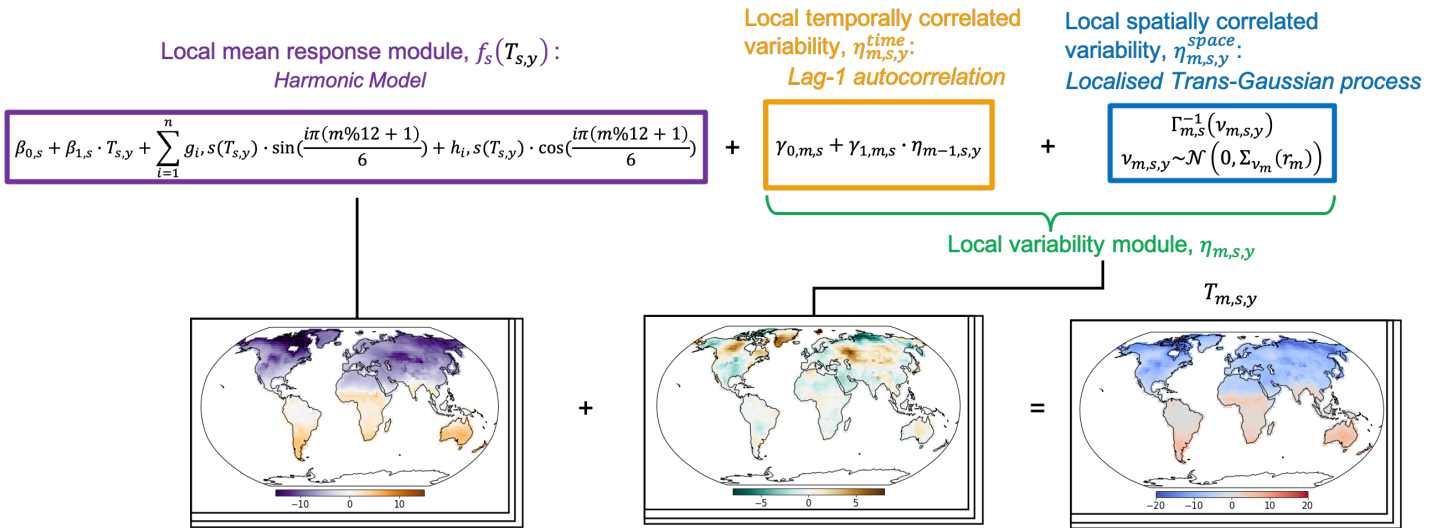 Local mean response module, f_s(T_{s,y}) :
Harmonic Model
Local temporally correlated
variability, η^{time}_{m,s,y}:
Lag-1 autocorrelation
Local spatially correlated
variability, η^{space}_{m,s,y}:
Localised Trans-Gaussian process
β_{0,s} + β_{1,s} · T_{s,y} + ∑_{i=1}^{n} g_i, s(T_{s,y}) · sin(iπ(m%12 + 1)/6) + h_i, s(T_{s,y}) · cos(iπ(m%12 + 1)/6)
+
γ_{0,m,s} + γ_{1,m,s} · η_{m−1,s,y}
+
Γ^{−1}_{m,s}(ν_{m,s,y})
ν_{m,s,y}~𝒩(0, Σ_{ν_m}(r_m))
Local variability module, η_{m,s,y}
T_{m,s,y}
+
=
−10 0 10
−5 0 5
−20 −10 0 10 20